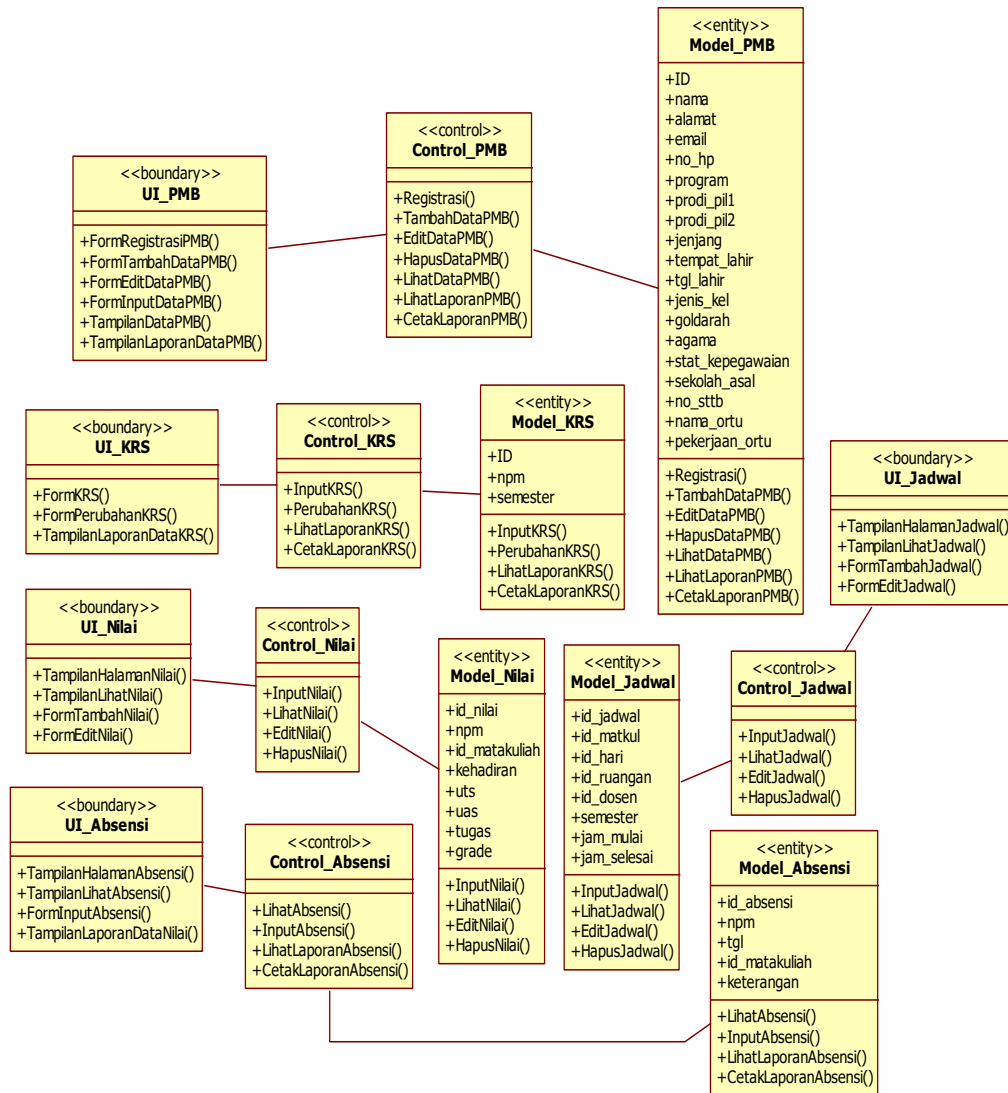 <<entity>>
Model_PMB
+ID
+nama
+alamat
+email
+no_hp
+program
+prodi_pil1
+prodi_pil2
+jenjang
+tempat_lahir
+tgl_lahir
+jenis_kel
+goldarah
+agama
+stat_kepegawaian
+sekolah_asal
+no_sttb
+nama_ortu
+pekerjaan_ortu
+Registrasi()
+TambahDataPMB()
+EditDataPMB()
+HapusDataPMB()
+LihatDataPMB()
+LihatLaporanPMB()
+CetakLaporanPMB()
<<control>>
Control_PMB
+Registrasi()
+TambahDataPMB()
+EditDataPMB()
+HapusDataPMB()
+LihatDataPMB()
+LihatLaporanPMB()
+CetakLaporanPMB()
<<boundary>>
UI_PMB
+FormRegistrasiPMB()
+FormTambahDataPMB()
+FormEditDataPMB()
+FormInputDataPMB()
+TampilanDataPMB()
+TampilanLaporanDataPMB()
<<boundary>>
UI_KRS
+FormKRS()
+FormPerubahanKRS()
+TampilanLaporanDataKRS()
<<control>>
Control_KRS
+InputKRS()
+PerubahanKRS()
+LihatLaporanKRS()
+CetakLaporanKRS()
<<entity>>
Model_KRS
+ID
+npm
+semester
+InputKRS()
+PerubahanKRS()
+LihatLaporanKRS()
+CetakLaporanKRS()
<<boundary>>
UI_Jadwal
+TampilanHalamanJadwal()
+TampilanLihatJadwal()
+FormTambahJadwal()
+FormEditJadwal()
<<boundary>>
UI_Nilai
+TampilanHalamanNilai()
+TampilanLihatNilai()
+FormTambahNilai()
+FormEditNilai()
<<control>>
Control_Nilai
+InputNilai()
+LihatNilai()
+EditNilai()
+HapusNilai()
<<entity>>
Model_Nilai
+id_nilai
+npm
+id_matakuliah
+kehadiran
+uts
+uas
+tugas
+grade
+InputNilai()
+LihatNilai()
+EditNilai()
+HapusNilai()
<<entity>>
Model_Jadwal
+id_jadwal
+id_matkul
+id_hari
+id_ruangan
+id_dosen
+semester
+jam_mulai
+jam_selesai
+InputJadwal()
+LihatJadwal()
+EditJadwal()
+HapusJadwal()
<<control>>
Control_Jadwal
+InputJadwal()
+LihatJadwal()
+EditJadwal()
+HapusJadwal()
<<boundary>>
UI_Absensi
+TampilanHalamanAbsensi()
+TampilanLihatAbsensi()
+FormInputAbsensi()
+TampilanLaporanDataNilai()
<<control>>
Control_Absensi
+LihatAbsensi()
+InputAbsensi()
+LihatLaporanAbsensi()
+CetakLaporanAbsensi()
<<entity>>
Model_Absensi
+id_absensi
+npm
+tgl
+id_matakuliah
+keterangan
+LihatAbsensi()
+InputAbsensi()
+LihatLaporanAbsensi()
+CetakLaporanAbsensi()